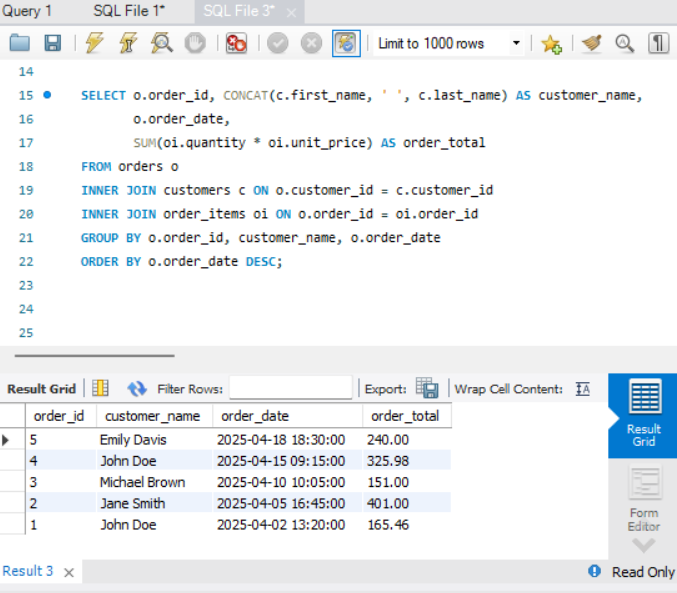 Query 1 SQL File 1* SQL File 3*
Limit to 1000 rows
14
15 SELECT o.order_id, CONCAT(c.first_name, ' ', c.last_name) AS customer_name,
16 o.order_date,
17 SUM(oi.quantity * oi.unit_price) AS order_total
18 FROM orders o
19 INNER JOIN customers c ON o.customer_id = c.customer_id
20 INNER JOIN order_items oi ON o.order_id = oi.order_id
21 GROUP BY o.order_id, customer_name, o.order_date
22 ORDER BY o.order_date DESC;
23
24
25
Result Grid Filter Rows: Export: Wrap Cell Content: IA
order_id customer_name order_date order_total
5 Emily Davis 2025-04-18 18:30:00 240.00
4 John Doe 2025-04-15 09:15:00 325.98
3 Michael Brown 2025-04-10 10:05:00 151.00
2 Jane Smith 2025-04-05 16:45:00 401.00
1 John Doe 2025-04-02 13:20:00 165.46
Result
Grid
Form
Editor
Result 3 Read Only